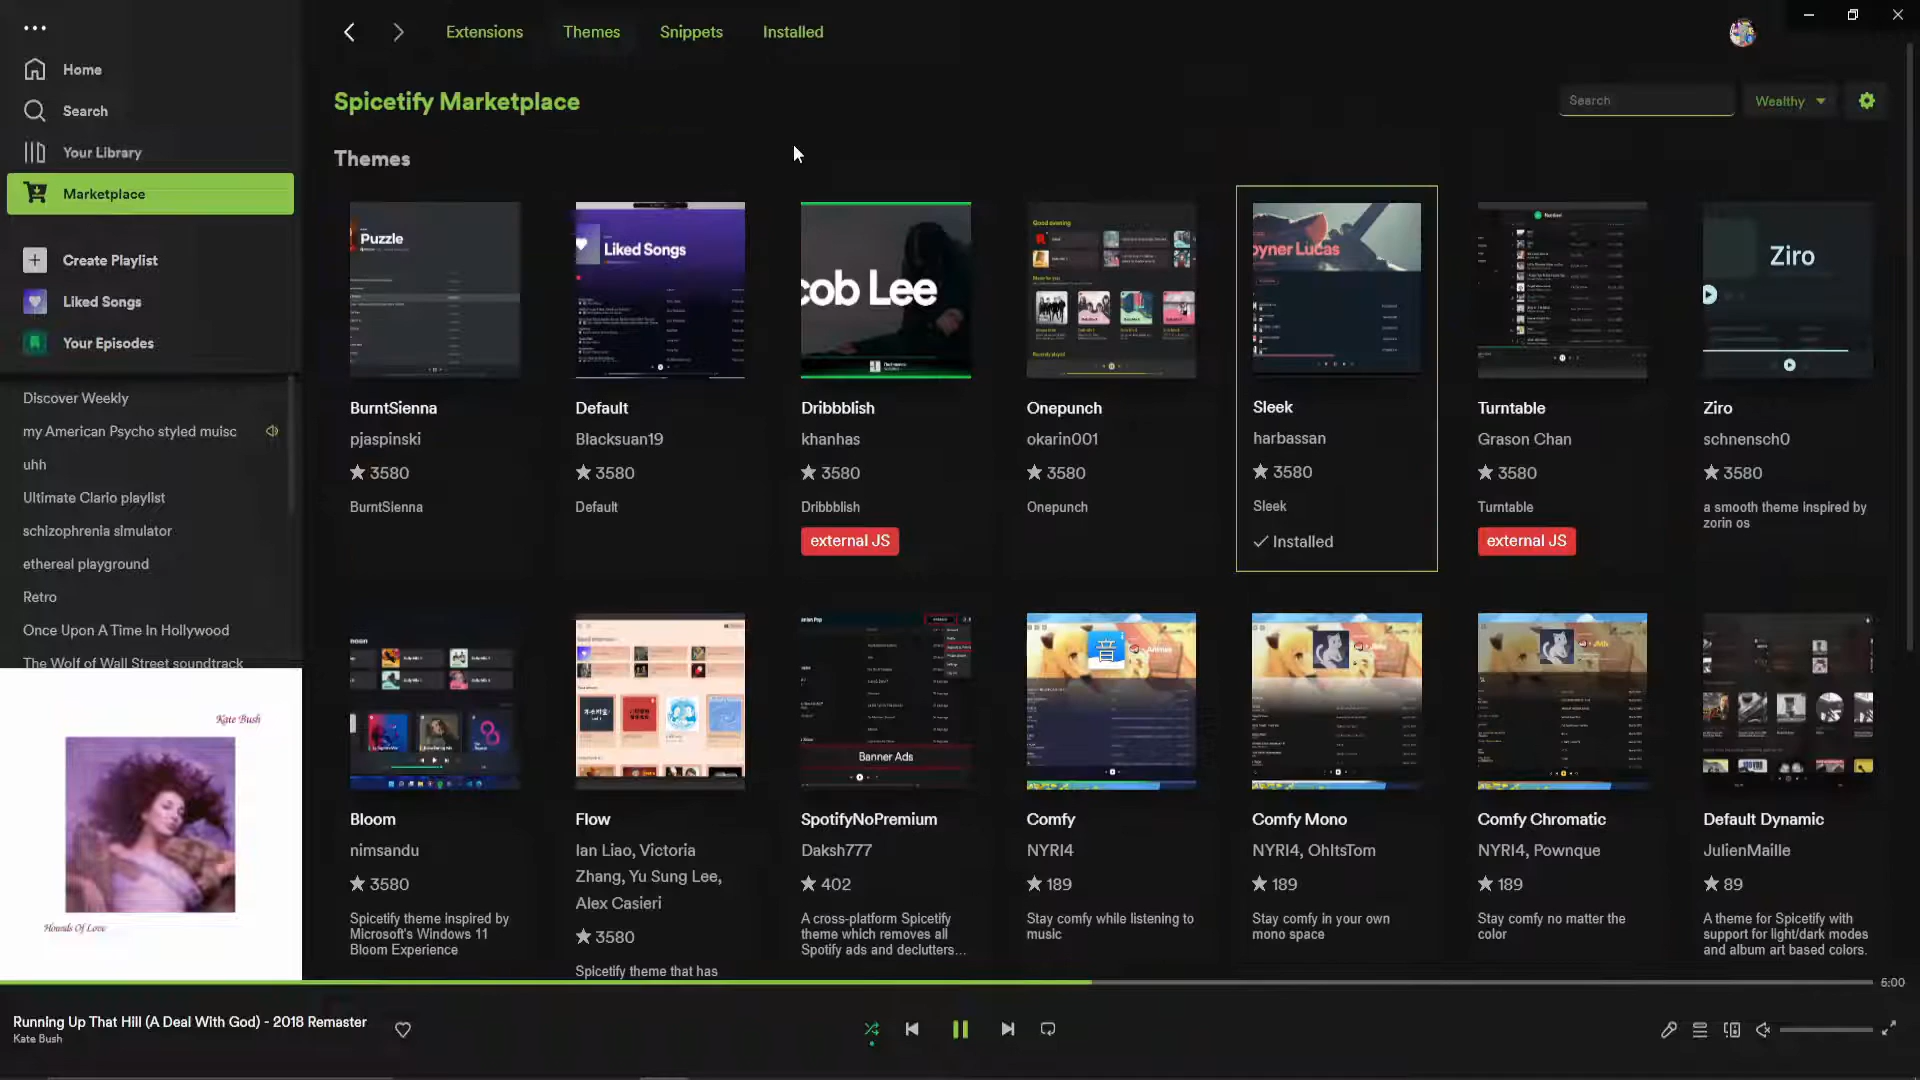 Extensions
Themes
Snippets
Installed
Home
Search
Your Library
Marketplace
Create Playlist
Liked Songs
Your Episodes
Discover Weekly
my American Psycho styled muisc
uhh
Ultimate Clario playlist
schizophrenia simulator
ethereal playground
Retro
Once Upon A Time In Hollywood
The Wolf of Wall Street soundtrack
Kate Bush
Hounds Of Love
Spicetify Marketplace
Search
Wealthy
Themes
Puzzle
BurntSienna
pjaspinski
3580
BurntSienna
Liked Songs
Default
Blacksuan19
3580
Default
cob Lee
Dribbblish
khanhas
3580
Dribbblish
external JS
Good evening
Onepunch
okarin001
3580
Onepunch
oyner Lucas
Sleek
harbassan
3580
Sleek
Installed
Turntable
Grason Chan
3580
Turntable
external JS
Ziro
Ziro
schnensch0
3580
a smooth theme inspired by
zorin os
Bloom
nimsandu
3580
Spicetify theme inspired by
Microsoft's Windows 11
Bloom Experience
Flow
Ian Liao, Victoria
Zhang, Yu Sung Lee,
Alex Casieri
3580
Spicetify theme that has
Banner Ads
SpotifyNoPremium
Daksh777
402
A cross-platform Spicetify
theme which removes all
Spotify ads and declutters...
音
Comfy
NYRI4
189
Stay comfy while listening to
music
Comfy Mono
NYRI4, OhItsTom
189
Stay comfy in your own
mono space
Comfy Chromatic
NYRI4, Pownque
189
Stay comfy no matter the
color
Default Dynamic
JulienMaille
89
A theme for Spicetify with
support for light/dark modes
and album art based colors.
5:00
Running Up That Hill (A Deal With God) - 2018 Remaster
Kate Bush